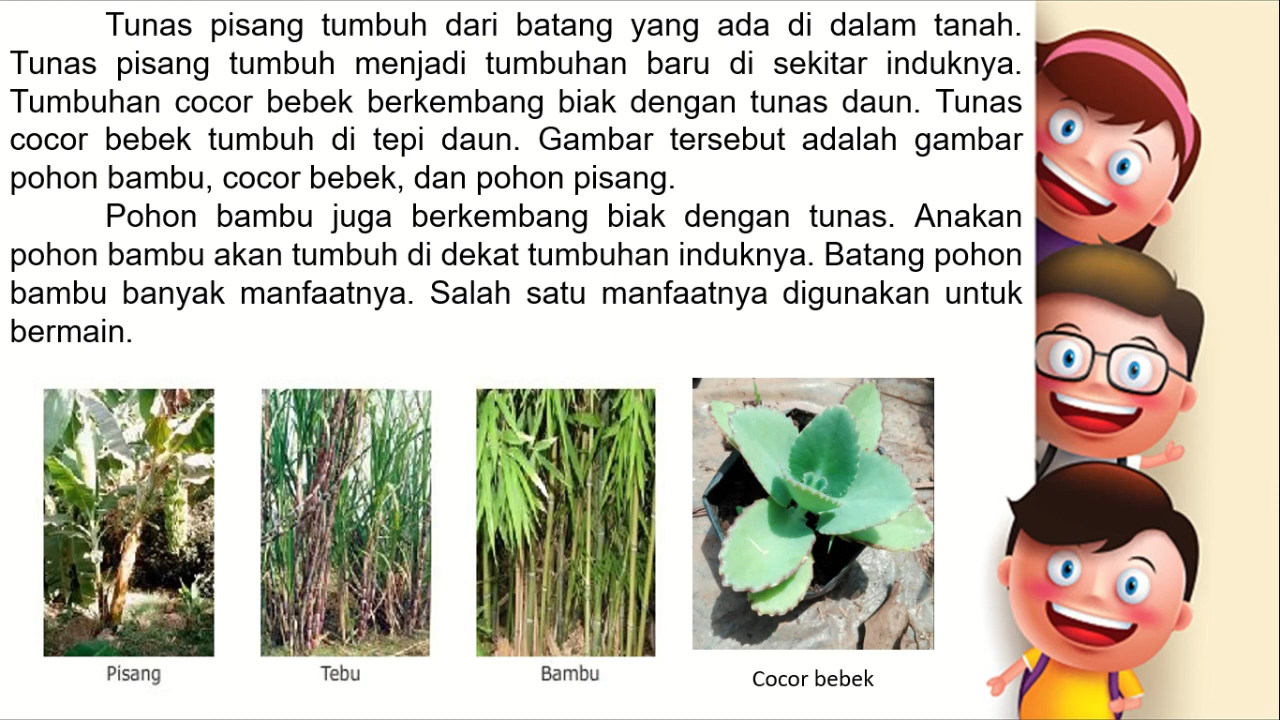 Tunas pisang tumbuh dari batang yang ada di dalam tanah.
Tunas pisang tumbuh menjadi tumbuhan baru di sekitar induknya.
Tumbuhan cocor bebek berkembang biak dengan tunas daun. Tunas
cocor bebek tumbuh di tepi daun. Gambar tersebut adalah gambar
pohon bambu, cocor bebek, dan pohon pisang.
Pohon bambu juga berkembang biak dengan tunas. Anakan
pohon bambu akan tumbuh di dekat tumbuhan induknya. Batang pohon
bambu banyak manfaatnya. Salah satu manfaatnya digunakan untuk
bermain.
Pisang
Tebu
Bambu
Cocor bebek